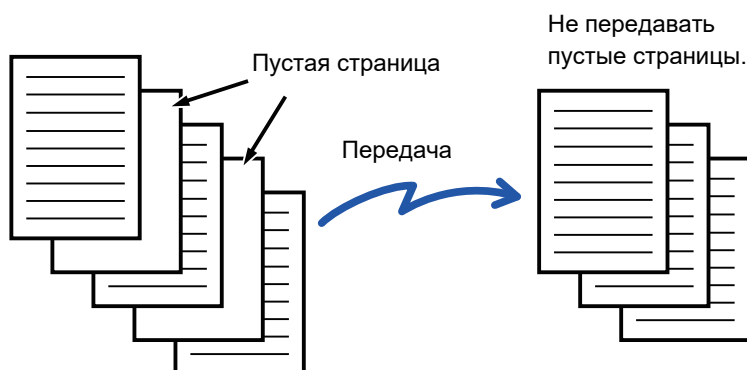 Не передавать
пустые страницы.
Пустая страница
Передача